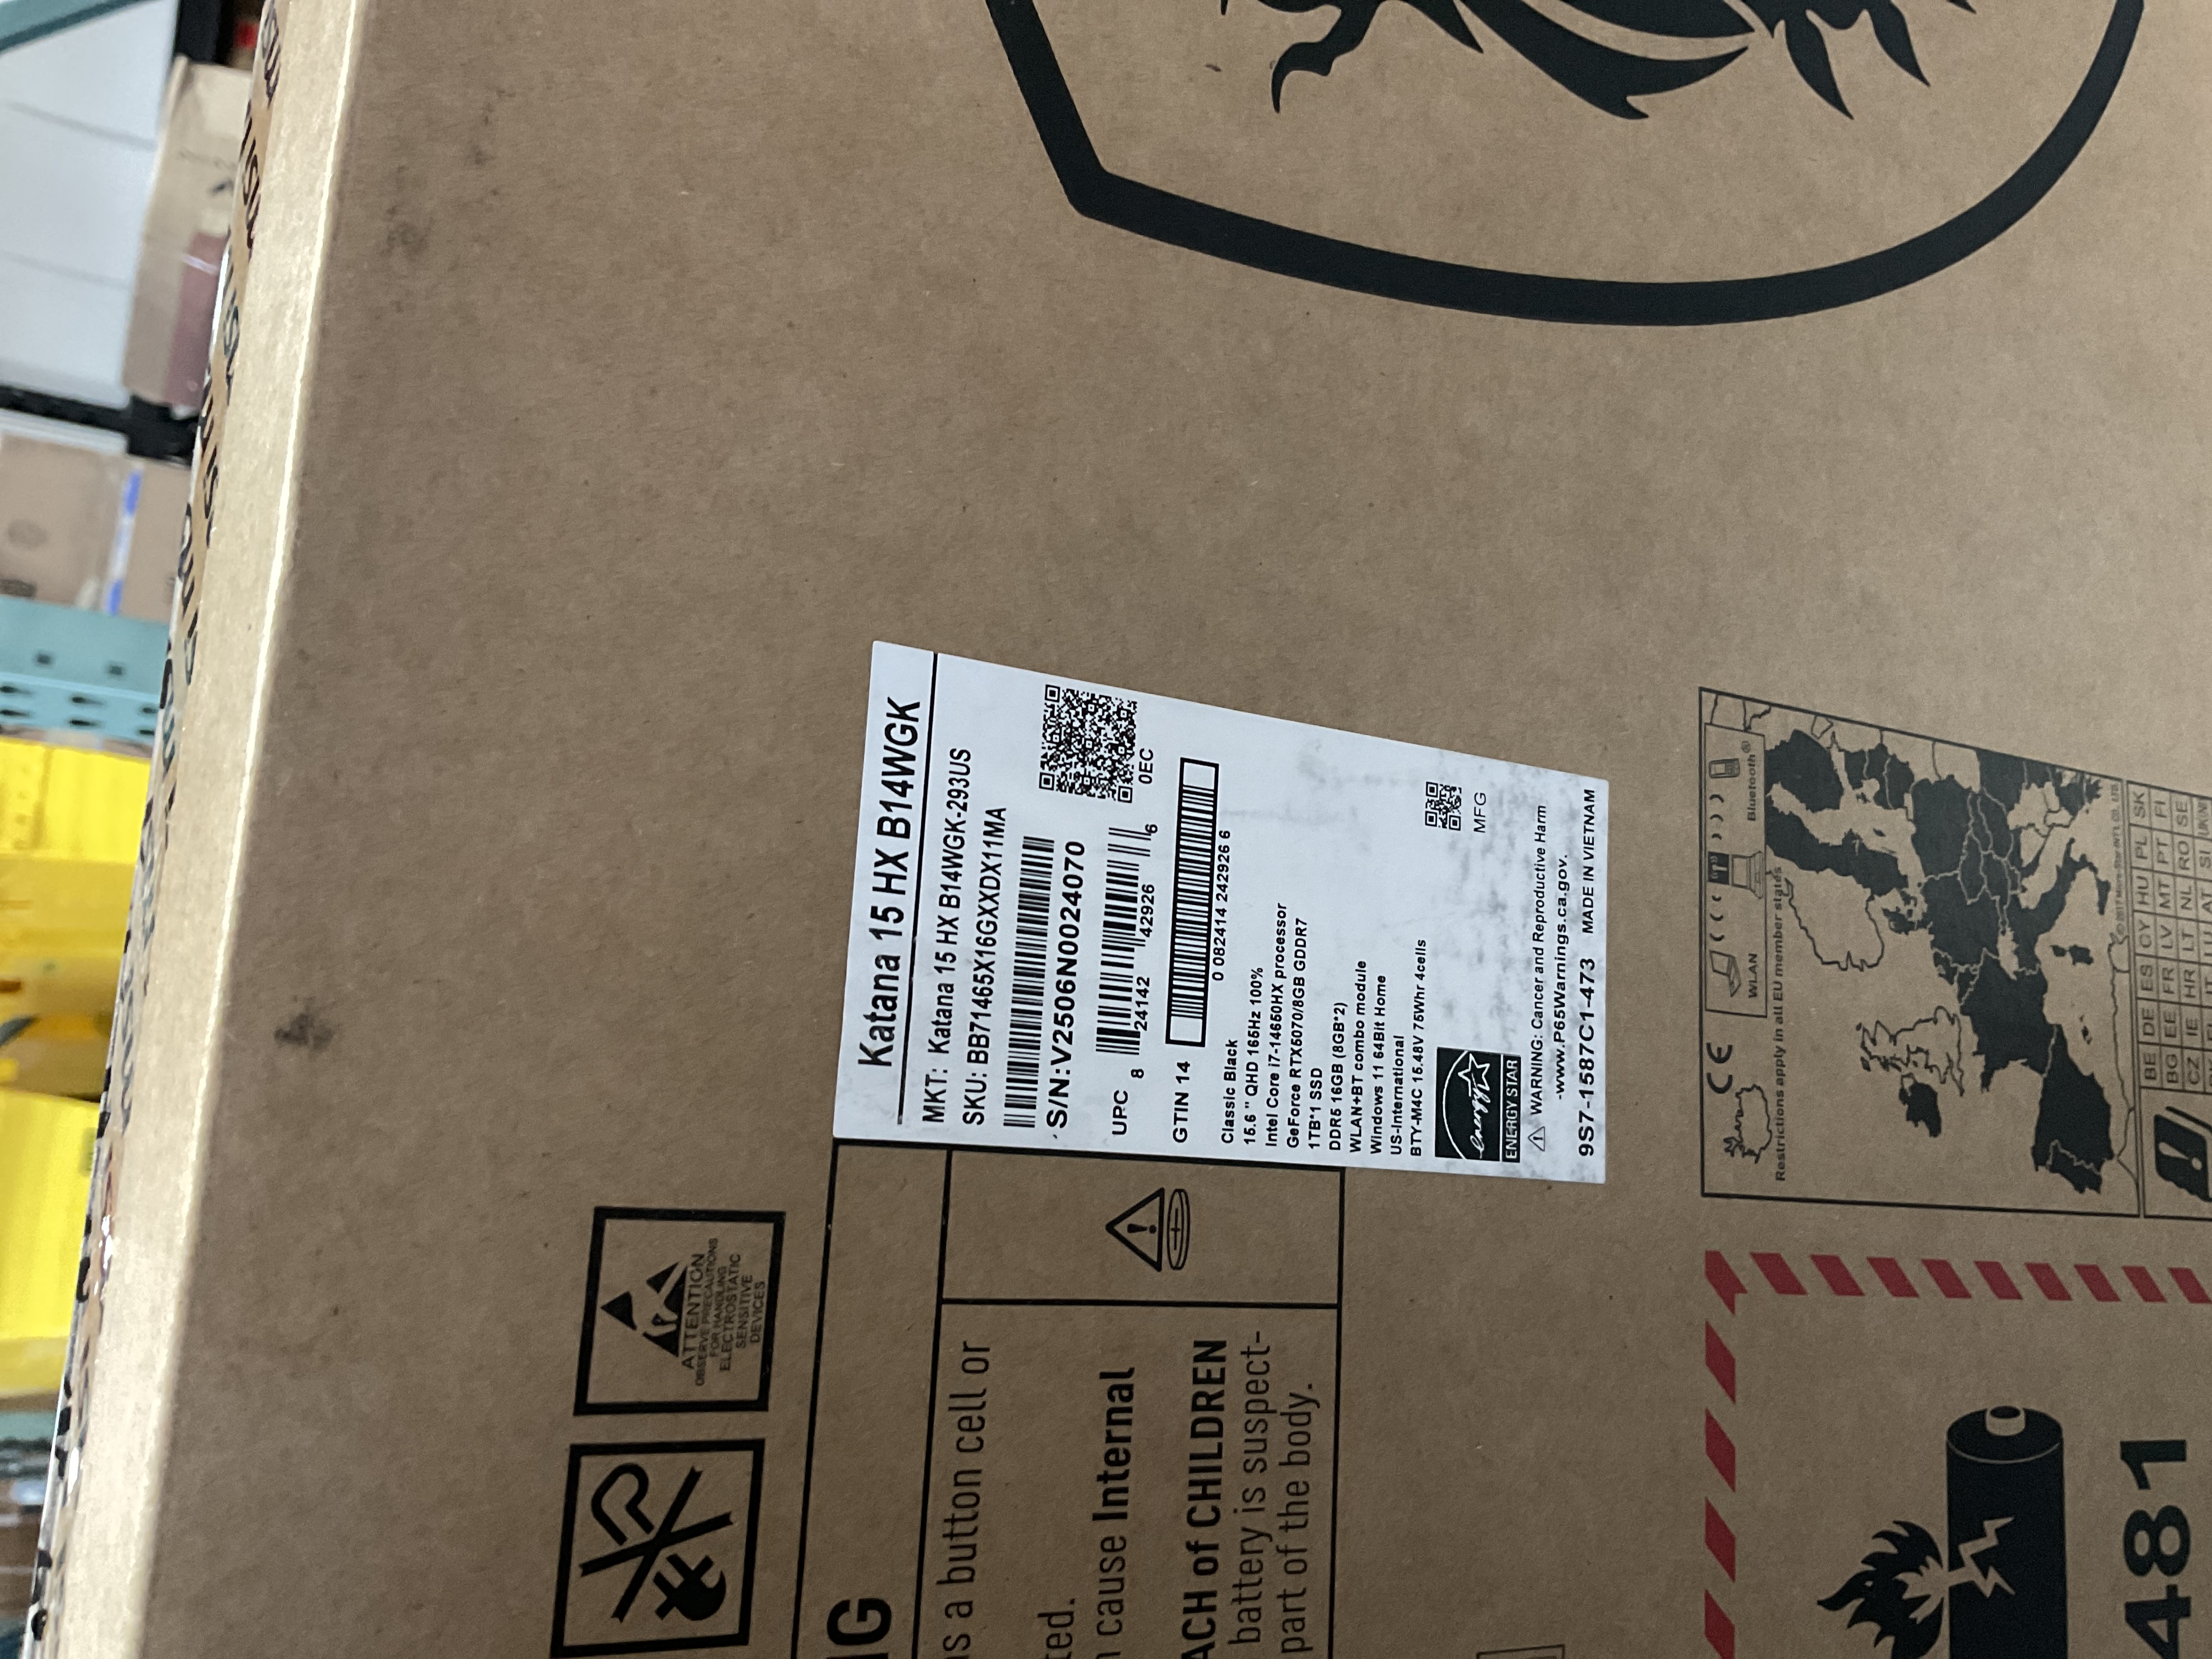 Katana 15 HX B14WGK
MKT: Katana 15 HX B14WGK-293US
SKU: BB71465X16GXXDX11MA
S/N:V2506N0024070
0EC
UPC
8 24142 42926 6
GTIN 14
0 0824142 42926 6
Classic Black
15.6 " QHD 165Hz 100%
Intel Core i7-14650HX processor
GeForce RTX5070/8GB GDDR7
1TB*1 SSD
DDR5 16GB (8GB*2)
WLAN+BT combo module
Windows 11 64Bit Home
US-International
BTY-M4C 15.48V 75Whr 4cells
MFG
energy
ENERGY STAR
WARNING: Cancer and Reproductive Harm
-www.P65Warnings.ca.gov.
9S7-1587C1-473 MADE IN VIETNAM
ATTENTION
OBSERVE PRECAUTIONS
FOR HANDLING
ELECTROSTATIC
SENSITIVE
DEVICES
s a button cell or
cause Internal
ACH of CHILDREN
battery is suspect-
part of the body.
CE
WLAN
Bluetooth®
Restrictions apply in all EU member states
BE DE ES CY HU PL SK
BG EE FR LV MT PT FI
CZ IE HR LT NL RO SE
481